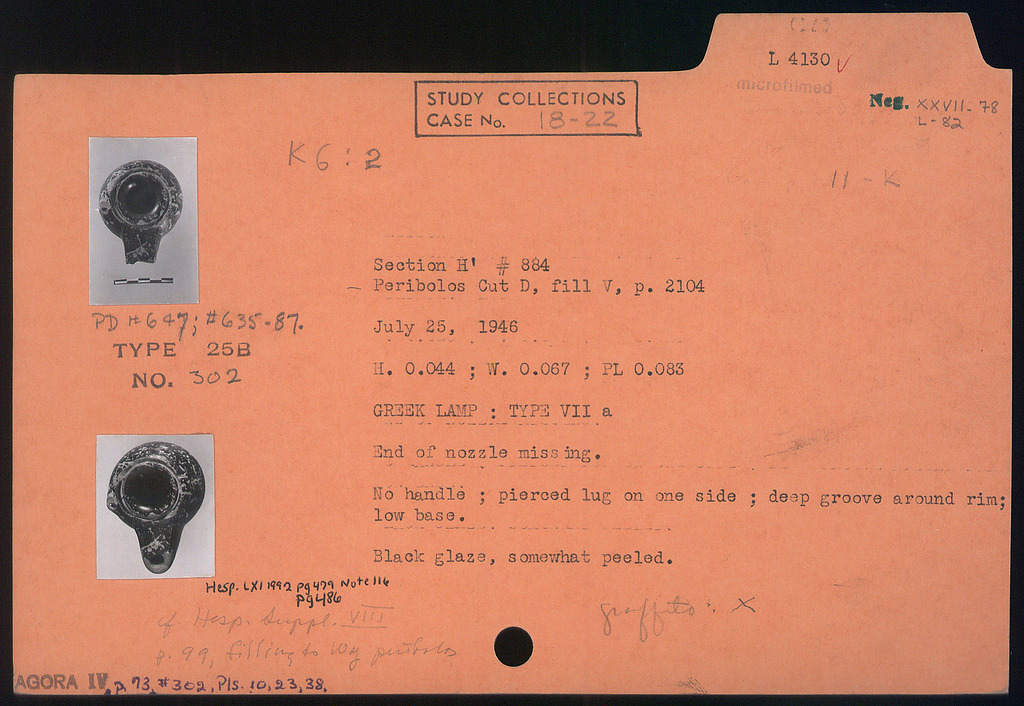 L 4130 ✓
microfilmed
STUDY COLLECTIONS
CASE No. 18-22
Neg. XXVII-78
L-82
K 6 : 2
11 - K
Section H' # 884
Peribolos Cut D, fill V, p. 2104
PD #647; #635-87.
TYPE 25B
NO. 302
July 25, 1946
H. 0.044 ; W. 0.067 ; PL 0.083
GREEK LAMP : TYPE VII a
End of nozzle missing.
No handle ; pierced lug on one side ; deep groove around rim;
low base.
Black glaze, somewhat peeled.
Hesp. LXI 1992 pg 479 Note 116
pg 486
graffito : X
cf Hesp. Suppl. VIII
p. 99, filling to W of peribolos
AGORA IV, p. 73, #302, Pls. 10, 23, 38.